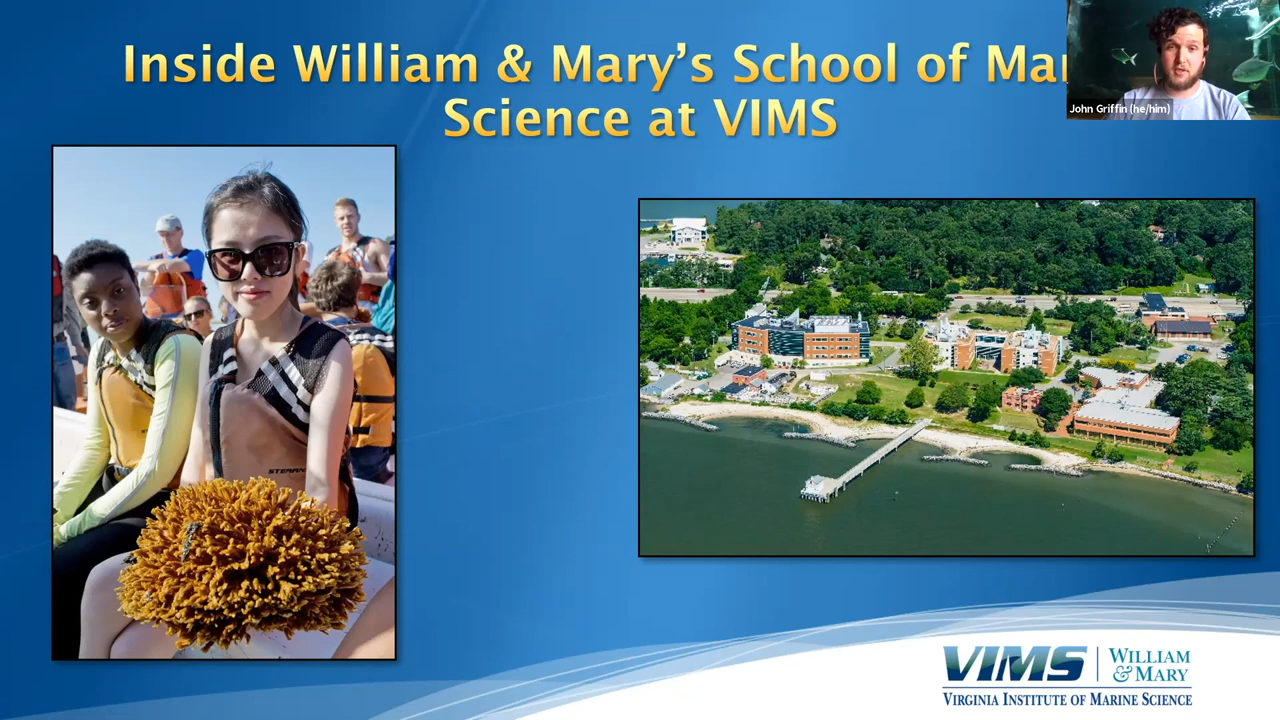 Inside William & Mary's School of Mar
Science at VIMS
John Griffin (he/him)
STEARNS
VIMS
WILLIAM
& MARY
VIRGINIA INSTITUTE OF MARINE SCIENCE